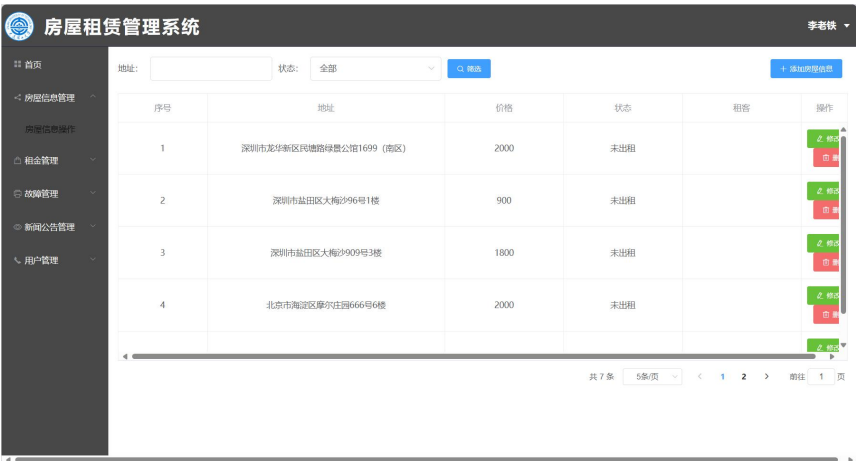 房屋租赁管理系统 李老铁
首页
房屋信息管理
房屋信息操作
租金管理
故障管理
新闻公告管理
用户管理
地址: 状态: 全部 筛选 + 添加房屋信息
序号 地址 价格 状态 租客 操作
1 深圳市龙华新区民塘路绿景公馆1699（南区） 2000 未出租 修改
删
2 深圳市盐田区大梅沙96号1楼 900 未出租 修改
删
3 深圳市盐田区大梅沙909号3楼 1800 未出租 修改
删
4 北京市海淀区摩尔庄园666号6楼 2000 未出租 修改
删
修改
共 7 条 5条/页 < 1 2 > 前往 1 页